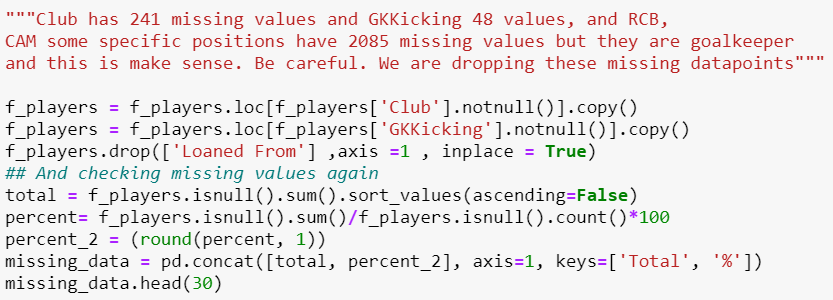 """Club has 241 missing values and GKKicking 48 values, and RCB,
CAM some specific positions have 2085 missing values but they are goalkeeper
and this is make sense. Be careful. We are dropping these missing datapoints"""
f_players = f_players.loc[f_players['Club'].notnull()].copy()
f_players = f_players.loc[f_players['GKKicking'].notnull()].copy()
f_players.drop(['Loaned From'] ,axis =1 , inplace = True)
## And checking missing values again
total = f_players.isnull().sum().sort_values(ascending=False)
percent= f_players.isnull().sum()/f_players.isnull().count()*100
percent_2 = (round(percent, 1))
missing_data = pd.concat([total, percent_2], axis=1, keys=['Total', '%'])
missing_data.head(30)